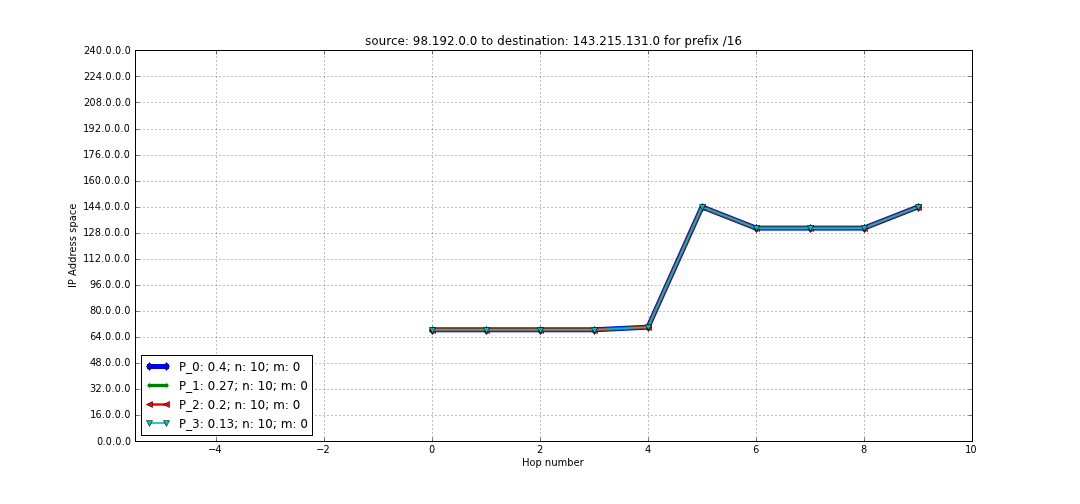 source: 98.192.0.0 to destination: 143.215.131.0 for prefix /16
240.0.0.0
224.0.0.0
208.0.0.0
192.0.0.0
176.0.0.0
160.0.0.0
144.0.0.0
128.0.0.0
112.0.0.0
96.0.0.0
80.0.0.0
64.0.0.0
48.0.0.0
32.0.0.0
16.0.0.0
0.0.0.0
IP Address space
P_0: 0.4; n: 10; m: 0
P_1: 0.27; n: 10; m: 0
P_2: 0.2; n: 10; m: 0
P_3: 0.13; n: 10; m: 0
−4 −2 0 2 4 6 8 10
Hop number